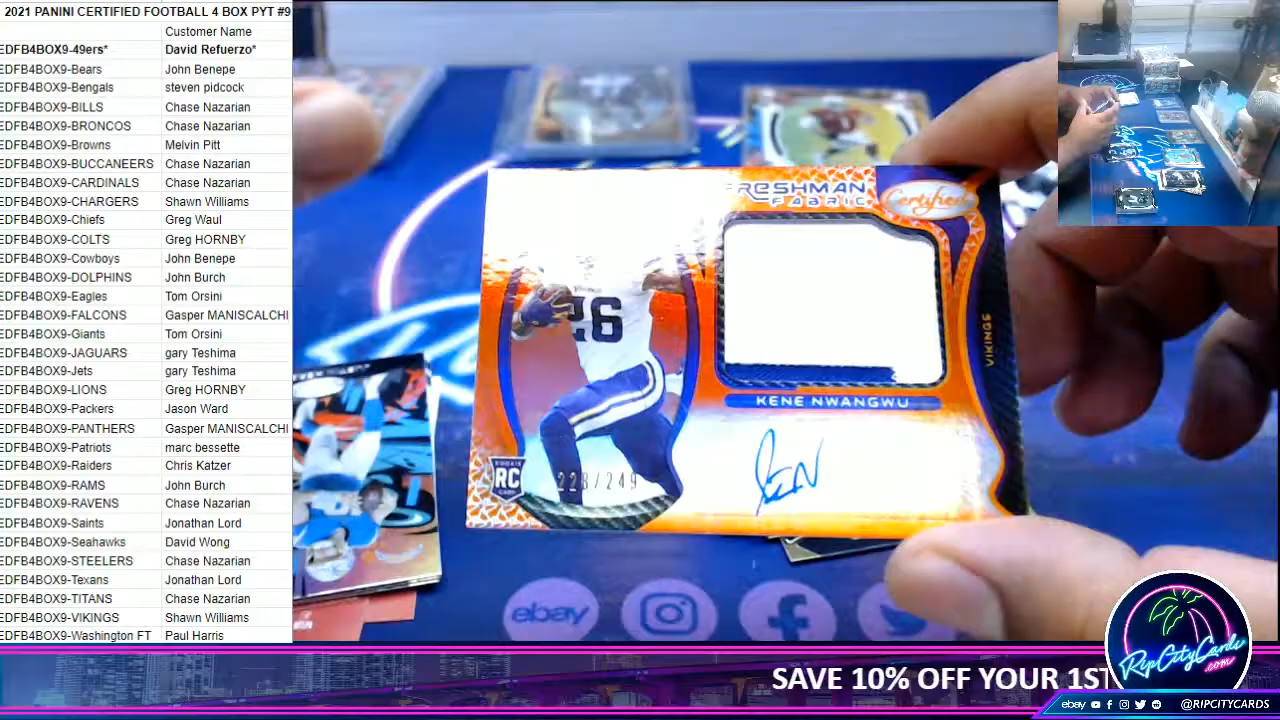 2021 PANINI CERTIFIED FOOTBALL 4 BOX PYT #9
Customer Name
EDFB4BOX9-49ers* David Refuerzo*
EDFB4BOX9-Bears John Benepe
EDFB4BOX9-Bengals steven pidcock
EDFB4BOX9-BILLS Chase Nazarian
EDFB4BOX9-BRONCOS Chase Nazarian
EDFB4BOX9-Browns Melvin Pitt
EDFB4BOX9-BUCCANEERS Chase Nazarian
EDFB4BOX9-CARDINALS Chase Nazarian
EDFB4BOX9-CHARGERS Shawn Williams
EDFB4BOX9-Chiefs Greg Waul
EDFB4BOX9-COLTS Greg HORNBY
EDFB4BOX9-Cowboys John Benepe
EDFB4BOX9-DOLPHINS John Burch
EDFB4BOX9-Eagles Tom Orsini
EDFB4BOX9-FALCONS Gasper MANISCALCHI
EDFB4BOX9-Giants Tom Orsini
EDFB4BOX9-JAGUARS gary Teshima
EDFB4BOX9-Jets gary Teshima
EDFB4BOX9-LIONS Greg HORNBY
EDFB4BOX9-Packers Jason Ward
EDFB4BOX9-PANTHERS Gasper MANISCALCHI
EDFB4BOX9-Patriots marc bessette
EDFB4BOX9-Raiders Chris Katzer
EDFB4BOX9-RAMS John Burch
EDFB4BOX9-RAVENS Chase Nazarian
EDFB4BOX9-Saints Jonathan Lord
EDFB4BOX9-Seahawks David Wong
EDFB4BOX9-STEELERS Chase Nazarian
EDFB4BOX9-Texans Jonathan Lord
EDFB4BOX9-TITANS Chase Nazarian
EDFB4BOX9-VIKINGS Shawn Williams
EDFB4BOX9-Washington FT Paul Harris
FRESHMAN
FABRIC
Certified
VIKINGS
26
KENE NWANGWU
ROOKIE
RC
CARD
228/249
KEN
ebay
SAVE 10% OFF YOUR 1ST
RipCityCards
.com
ebay @RIPCITYCARDS